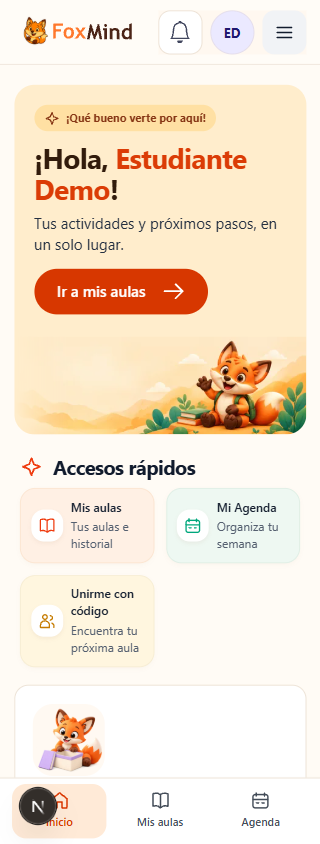 FoxMind
ED
¡Qué bueno verte por aquí!
¡Hola, Estudiante
Demo!
Tus actividades y próximos pasos, en
un solo lugar.
Ir a mis aulas
Accesos rápidos
Mis aulas
Tus aulas e
historial
Mi Agenda
Organiza tu
semana
Unirme con
código
Encuentra tu
próxima aula
N
Inicio
Mis aulas
Agenda